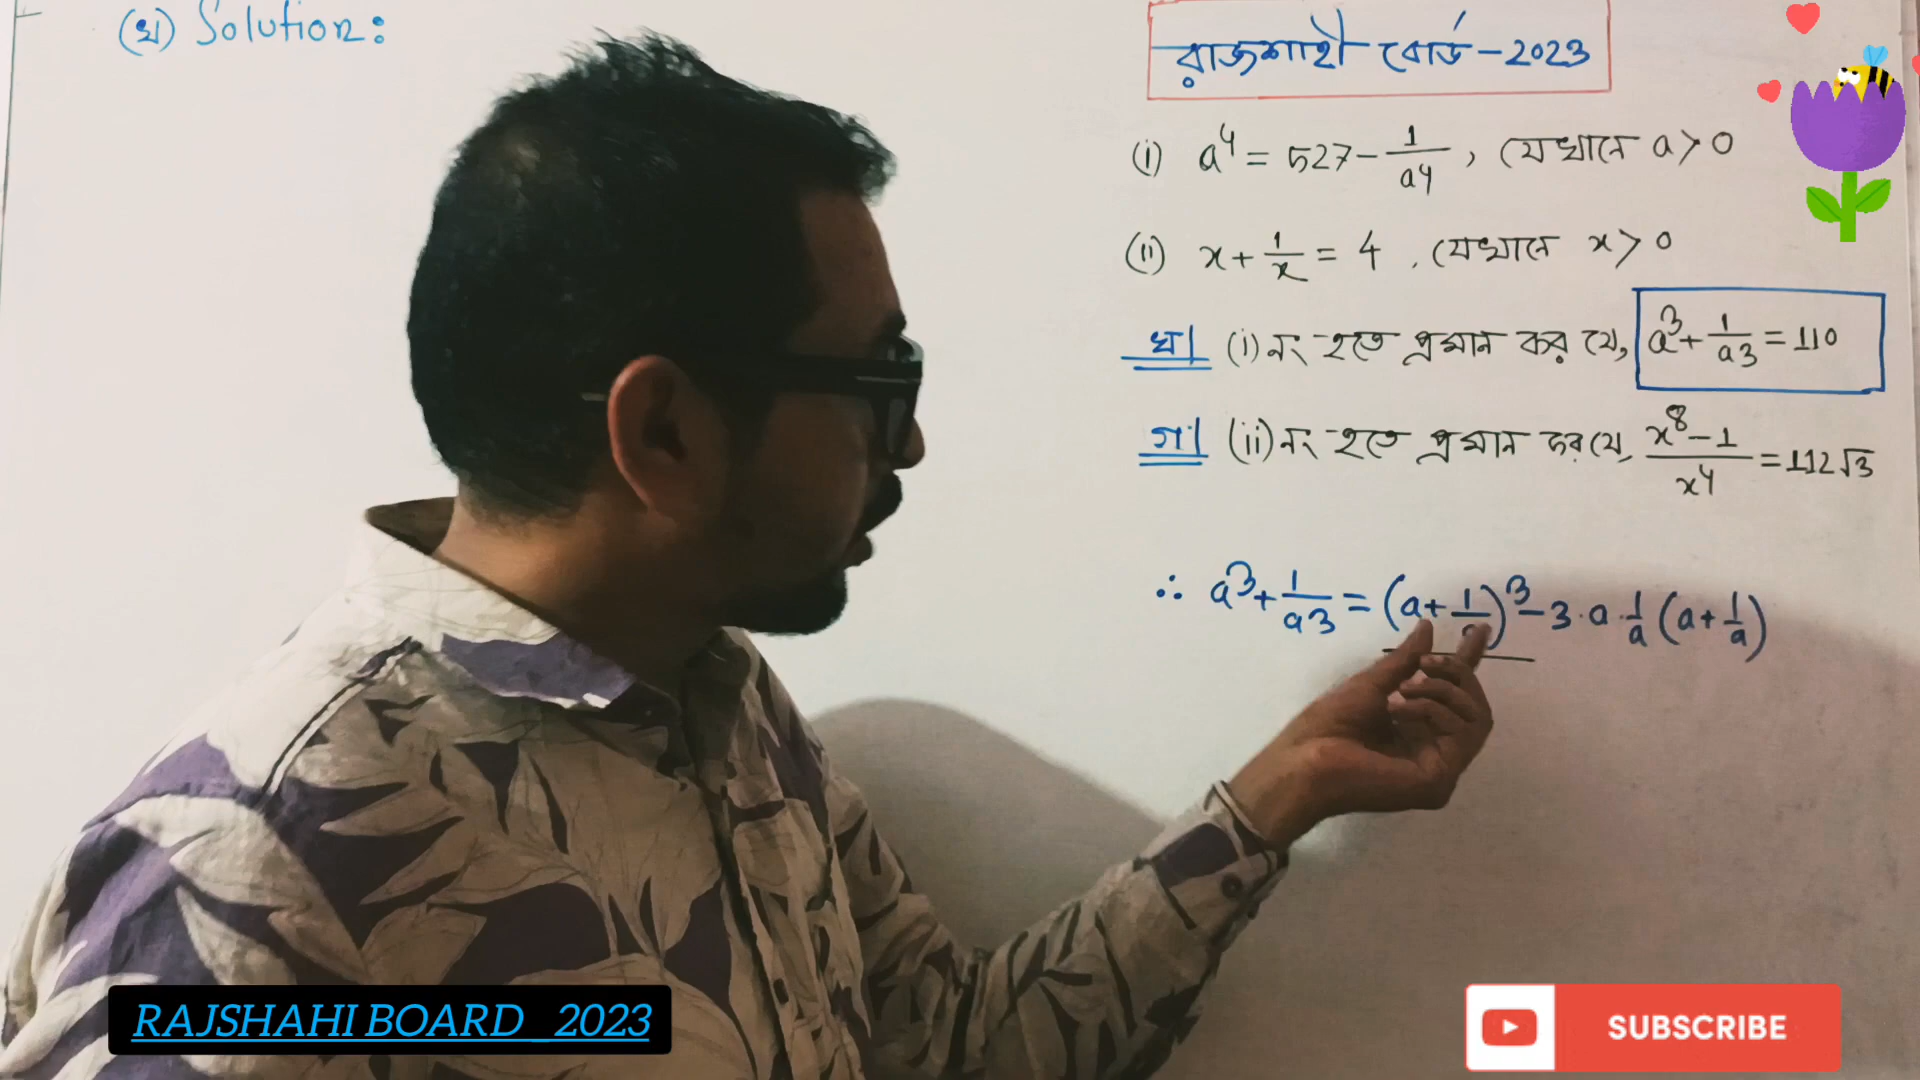 (খ) Solution:
রাজশাহী বোর্ড-2023
(i) a⁴ = 527 - 1/a⁴, যেখানে a > 0
(ii) x + 1/x = 4, যেখানে x > 0
খ| (i) নং হতে প্রমান কর যে, a³ + 1/a³ = 110
গ| (ii) নং হতে প্রমান কর যে, (x⁸ - 1)/x⁴ = 112√3
∴ a³ + 1/a³ = (a + 1/a)³ - 3·a·1/a (a + 1/a)
RAJSHAHI BOARD_2023
SUBSCRIBE